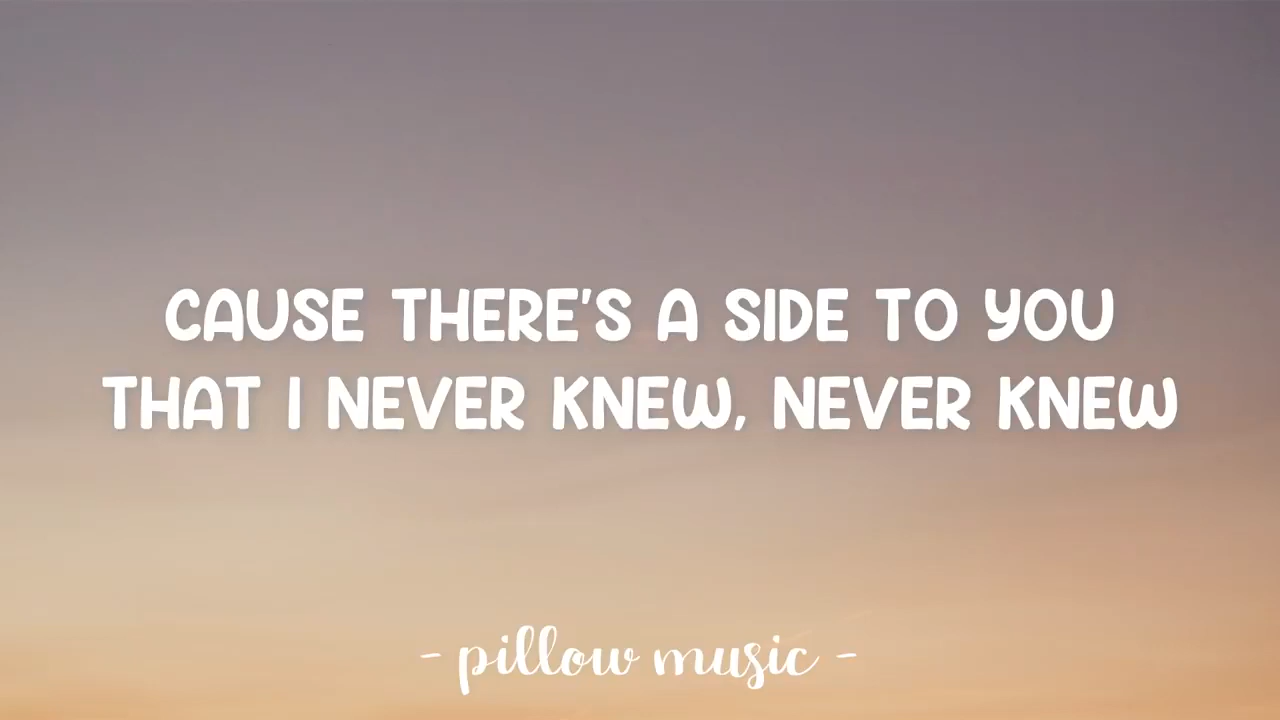 CAUSE THERE'S A SIDE TO YOU
THAT I NEVER KNEW, NEVER KNEW
- pillow music -